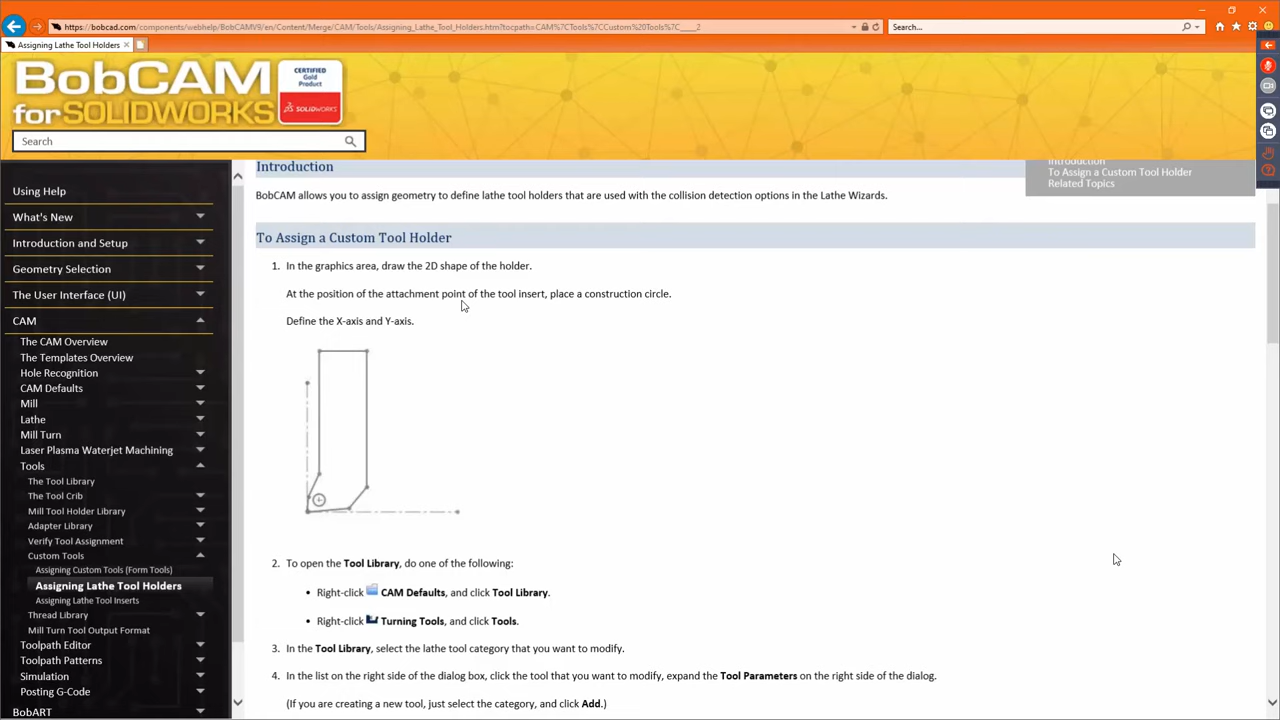 https://bobcad.com/components/webhelp/BobCAMV9/en/Content/Merge/CAM/Tools/Assigning_Lathe_Tool_Holders.htm?tocpath=CAM%7CTools%7CCustom%20Tools%7C____2
Search...
Assigning Lathe Tool Holders
BobCAM
for SOLIDWORKS
CERTIFIED
Gold
Product
SOLIDWORKS
Search
Using Help
What's New
Introduction and Setup
Geometry Selection
The User Interface (UI)
CAM
The CAM Overview
The Templates Overview
Hole Recognition
CAM Defaults
Mill
Lathe
Mill Turn
Laser Plasma Waterjet Machining
Tools
The Tool Library
The Tool Crib
Mill Tool Holder Library
Adapter Library
Verify Tool Assignment
Custom Tools
Assigning Custom Tools (Form Tools)
Assigning Lathe Tool Holders
Assigning Lathe Tool Inserts
Thread Library
Mill Turn Tool Output Format
Toolpath Editor
Toolpath Patterns
Simulation
Posting G-Code
BobART
Introduction
To Assign a Custom Tool Holder
Related Topics
Introduction
BobCAM allows you to assign geometry to define lathe tool holders that are used with the collision detection options in the Lathe Wizards.
To Assign a Custom Tool Holder
1. In the graphics area, draw the 2D shape of the holder.
At the position of the attachment point of the tool insert, place a construction circle.
Define the X-axis and Y-axis.
2. To open the Tool Library, do one of the following:
• Right-click CAM Defaults, and click Tool Library.
• Right-click Turning Tools, and click Tools.
3. In the Tool Library, select the lathe tool category that you want to modify.
4. In the list on the right side of the dialog box, click the tool that you want to modify, expand the Tool Parameters on the right side of the dialog.
(If you are creating a new tool, just select the category, and click Add.)